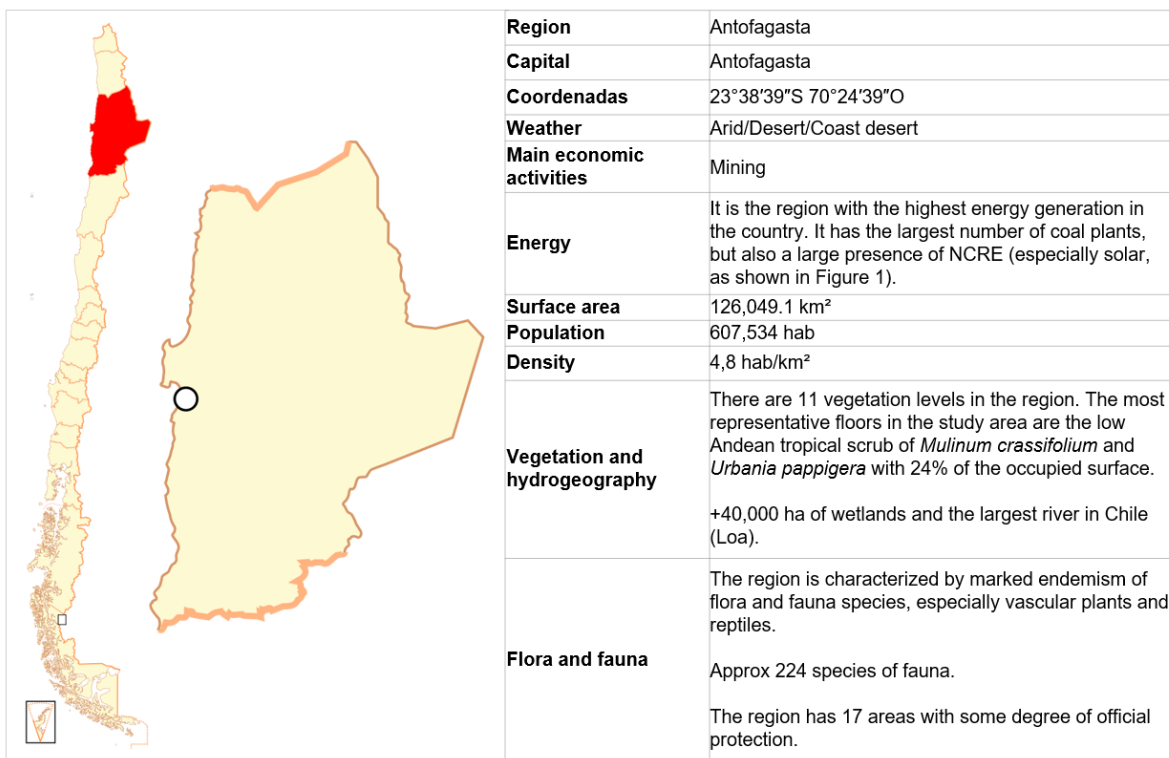 Region Antofagasta
Capital Antofagasta
Coordenadas 23°38′39″S 70°24′39″O
Weather Arid/Desert/Coast desert
Main economic
activities
Mining
Energy
It is the region with the highest energy generation in
the country. It has the largest number of coal plants,
but also a large presence of NCRE (especially solar,
as shown in Figure 1).
Surface area 126,049.1 km²
Population 607,534 hab
Density 4,8 hab/km²
Vegetation and
hydrogeography
There are 11 vegetation levels in the region. The most
representative floors in the study area are the low
Andean tropical scrub of Mulinum crassifolium and
Urbania pappigera with 24% of the occupied surface.
+40,000 ha of wetlands and the largest river in Chile
(Loa).
Flora and fauna
The region is characterized by marked endemism of
flora and fauna species, especially vascular plants and
reptiles.
Approx 224 species of fauna.
The region has 17 areas with some degree of official
protection.